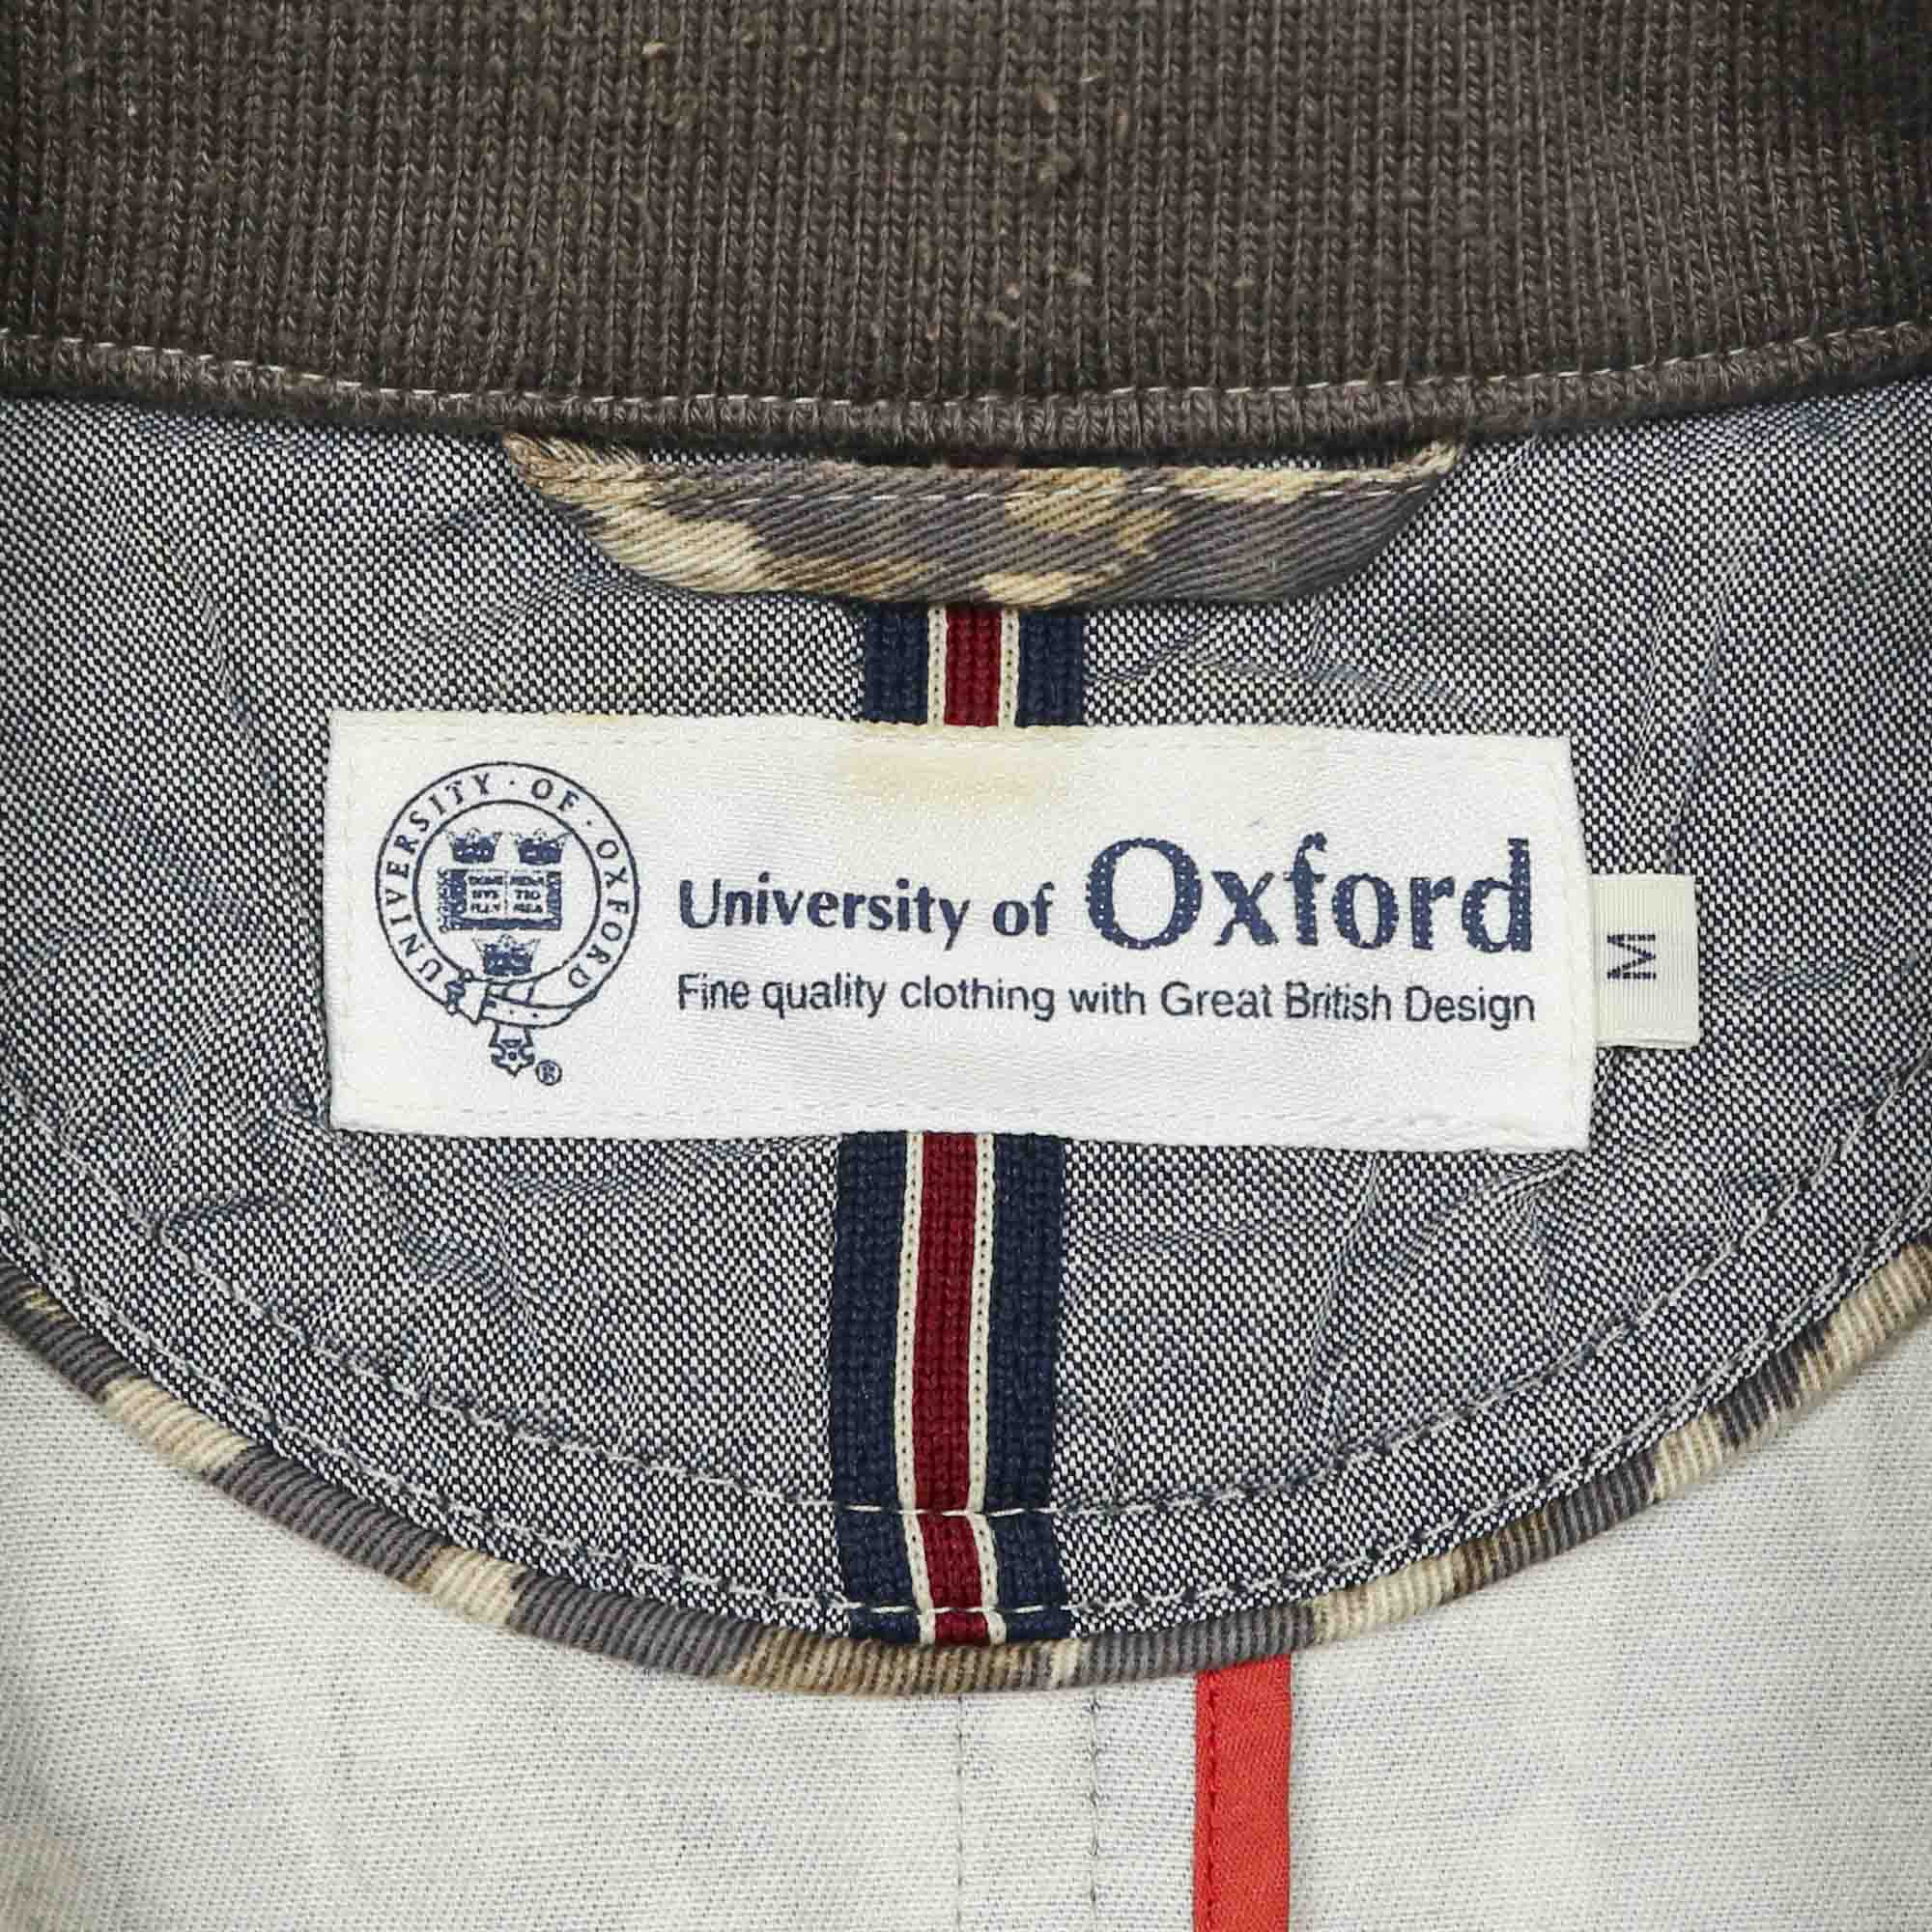 UNIVERSITY · OF · OXFORD
University of Oxford
Fine quality clothing with Great British Design
®
M